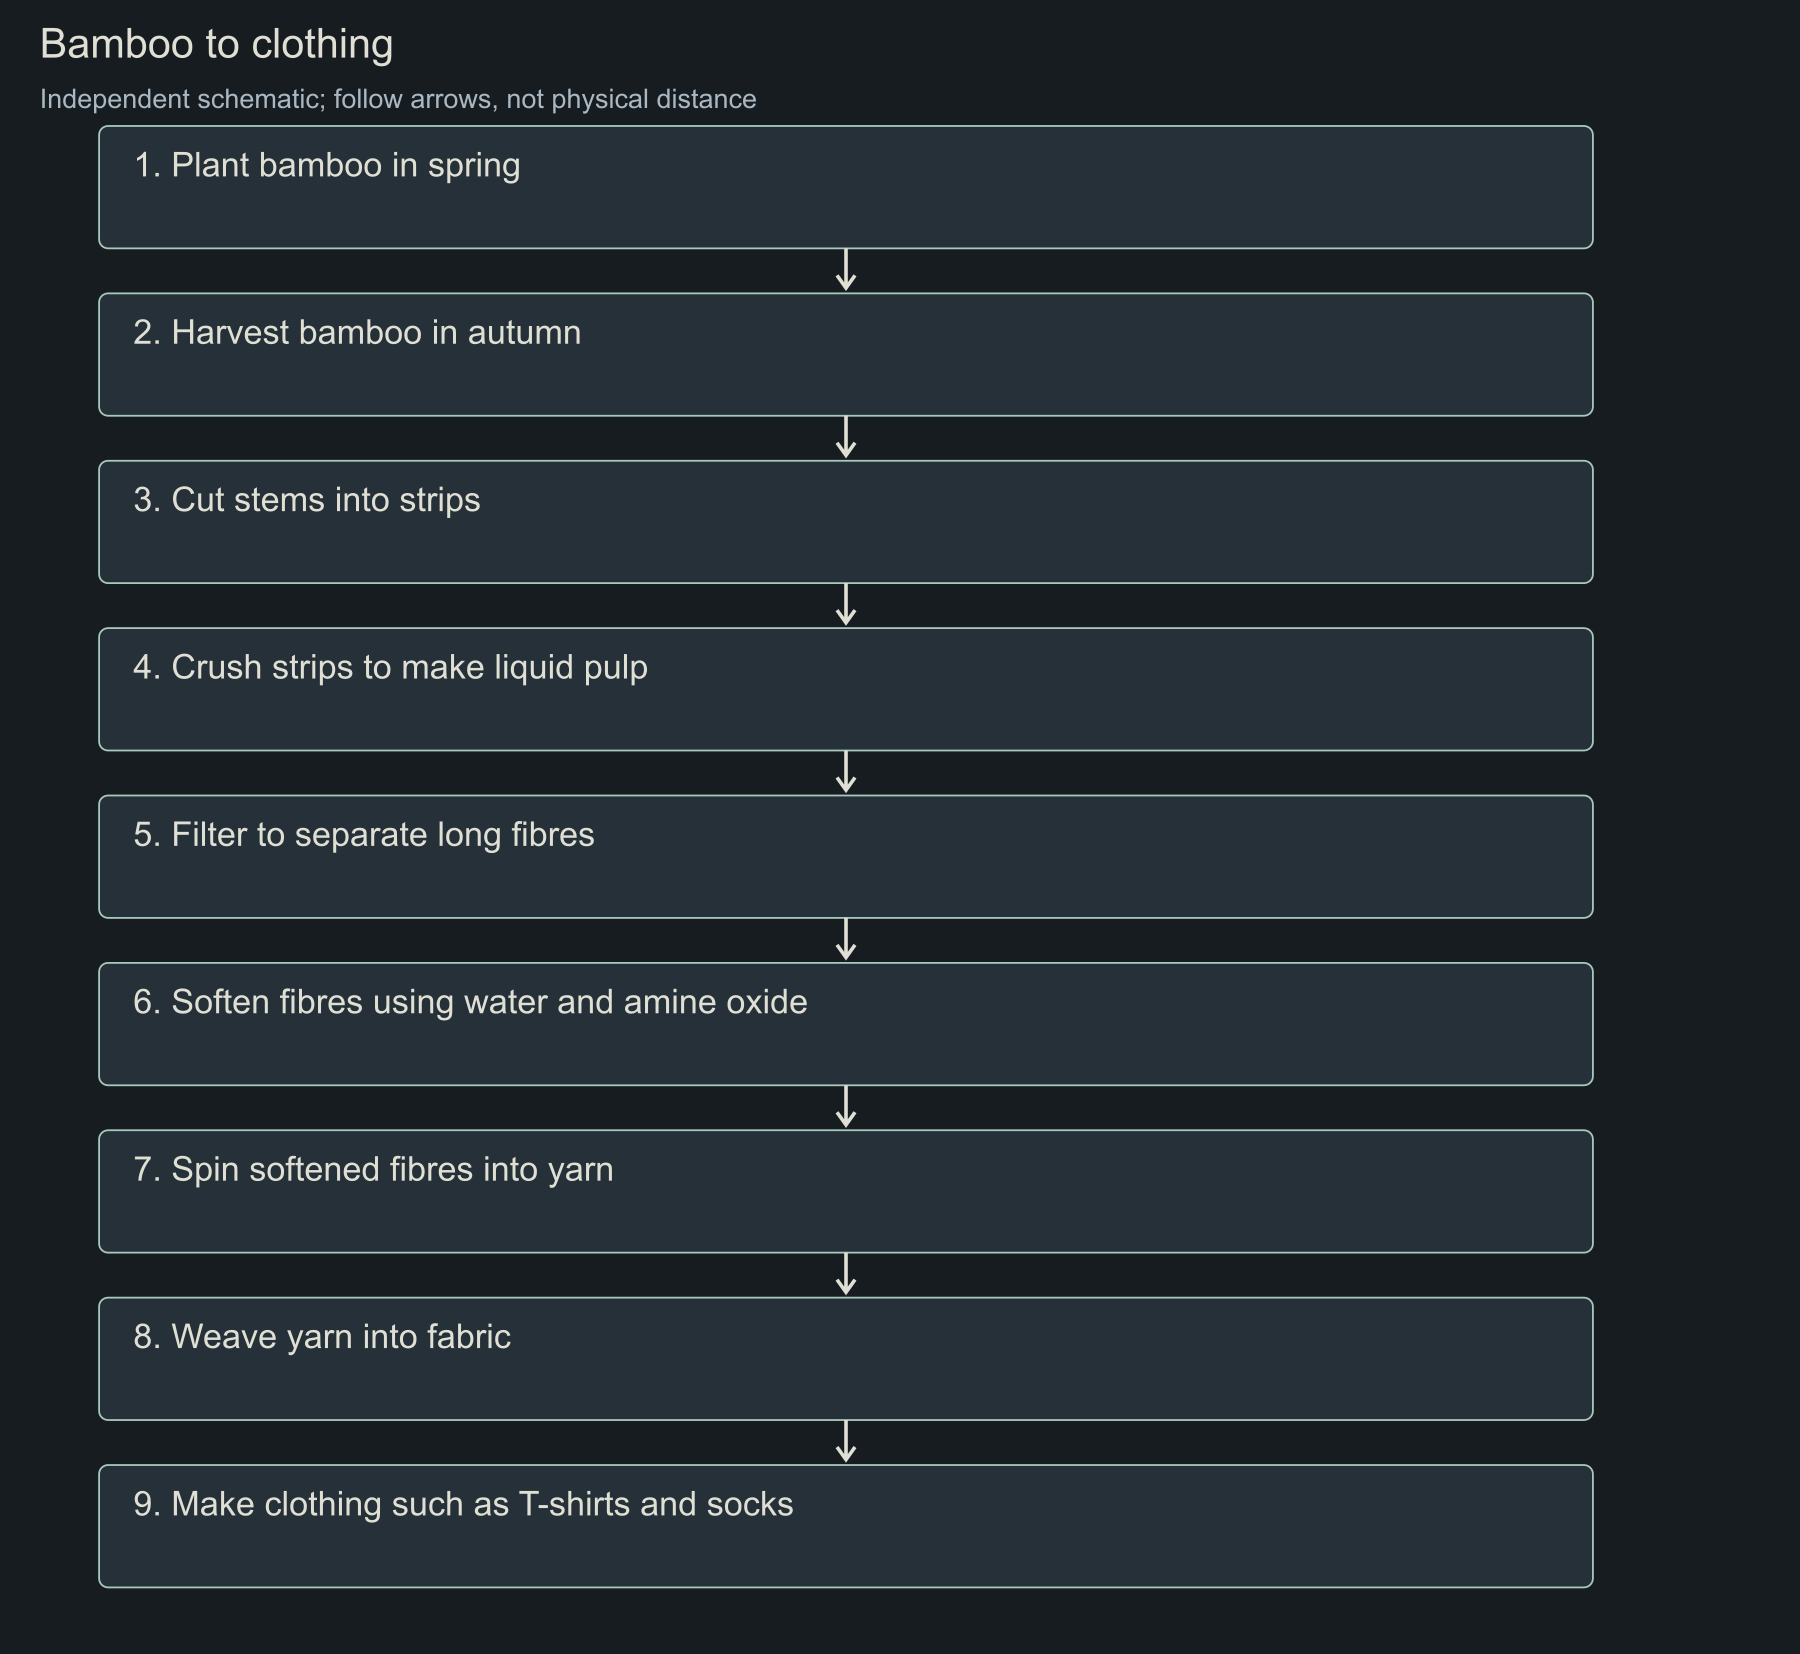 Bamboo to clothing
Independent schematic; follow arrows, not physical distance
1. Plant bamboo in spring
2. Harvest bamboo in autumn
3. Cut stems into strips
4. Crush strips to make liquid pulp
5. Filter to separate long fibres
6. Soften fibres using water and amine oxide
7. Spin softened fibres into yarn
8. Weave yarn into fabric
9. Make clothing such as T-shirts and socks